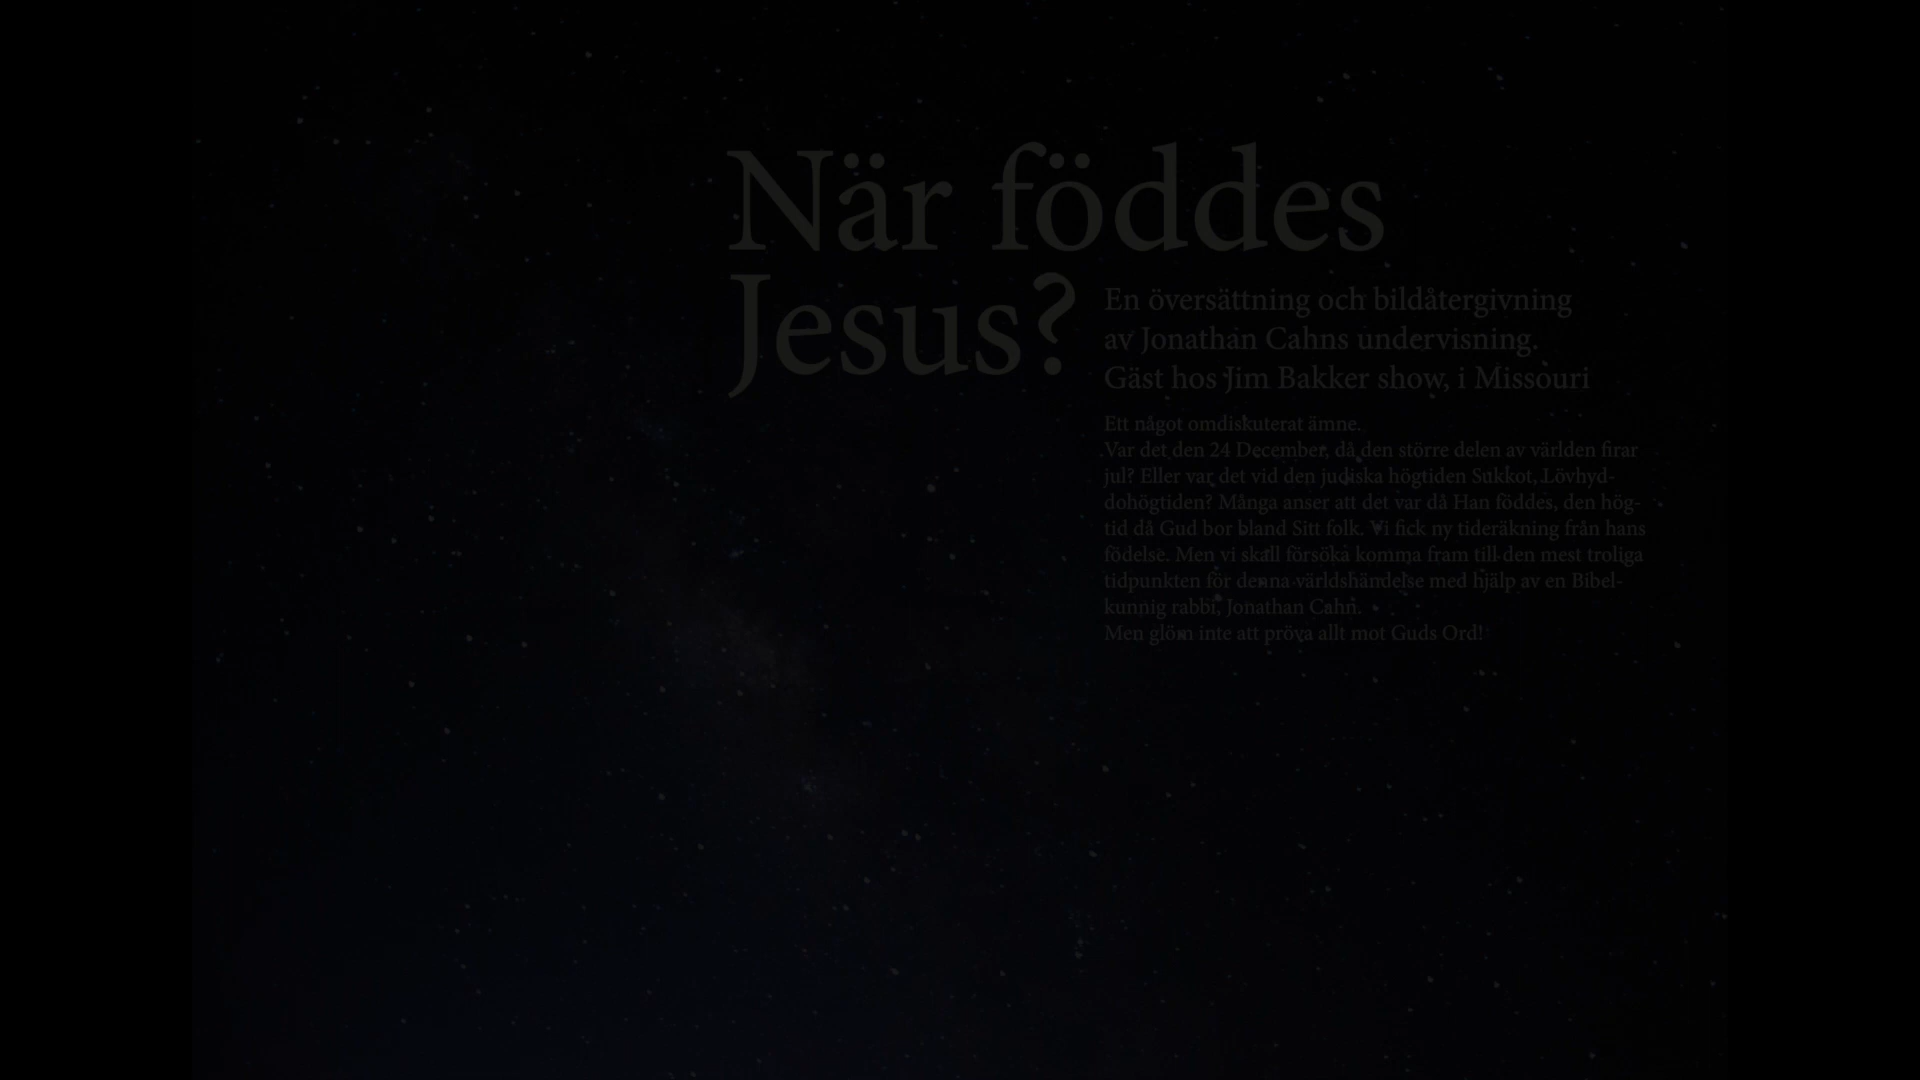 När föddes
Jesus?
En översättning och bildåtergivning
av Jonathan Cahns undervisning.
Gäst hos Jim Bakker show, i Missouri
Ett något omdiskuterat ämne.
Var det den 24 December, då den större delen av världen firar
jul? Eller var det vid den judiska högtiden Sukkot, Lövhyd-
dohögtiden? Många anser att det var då Han föddes, den hög-
tid då Gud bor bland Sitt folk. Vi fick ny tideräkning från hans
födelse. Men vi skall försöka komma fram till den mest troliga
tidpunkten för denna världshändelse med hjälp av en Bibel-
kunnig rabbi, Jonathan Cahn.
Men glöm inte att pröva allt mot Guds Ord!